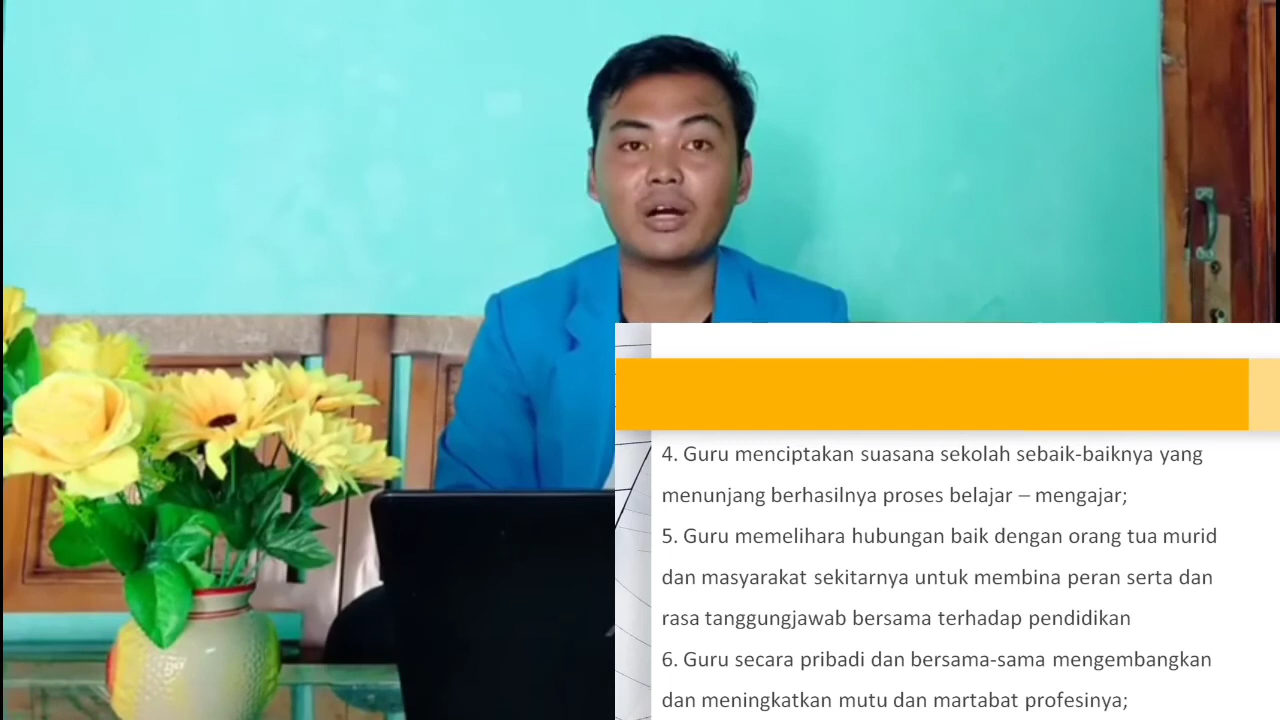 4. Guru menciptakan suasana sekolah sebaik-baiknya yang
menunjang berhasilnya proses belajar – mengajar;
5. Guru memelihara hubungan baik dengan orang tua murid
dan masyarakat sekitarnya untuk membina peran serta dan
rasa tanggungjawab bersama terhadap pendidikan
6. Guru secara pribadi dan bersama-sama mengembangkan
dan meningkatkan mutu dan martabat profesinya;